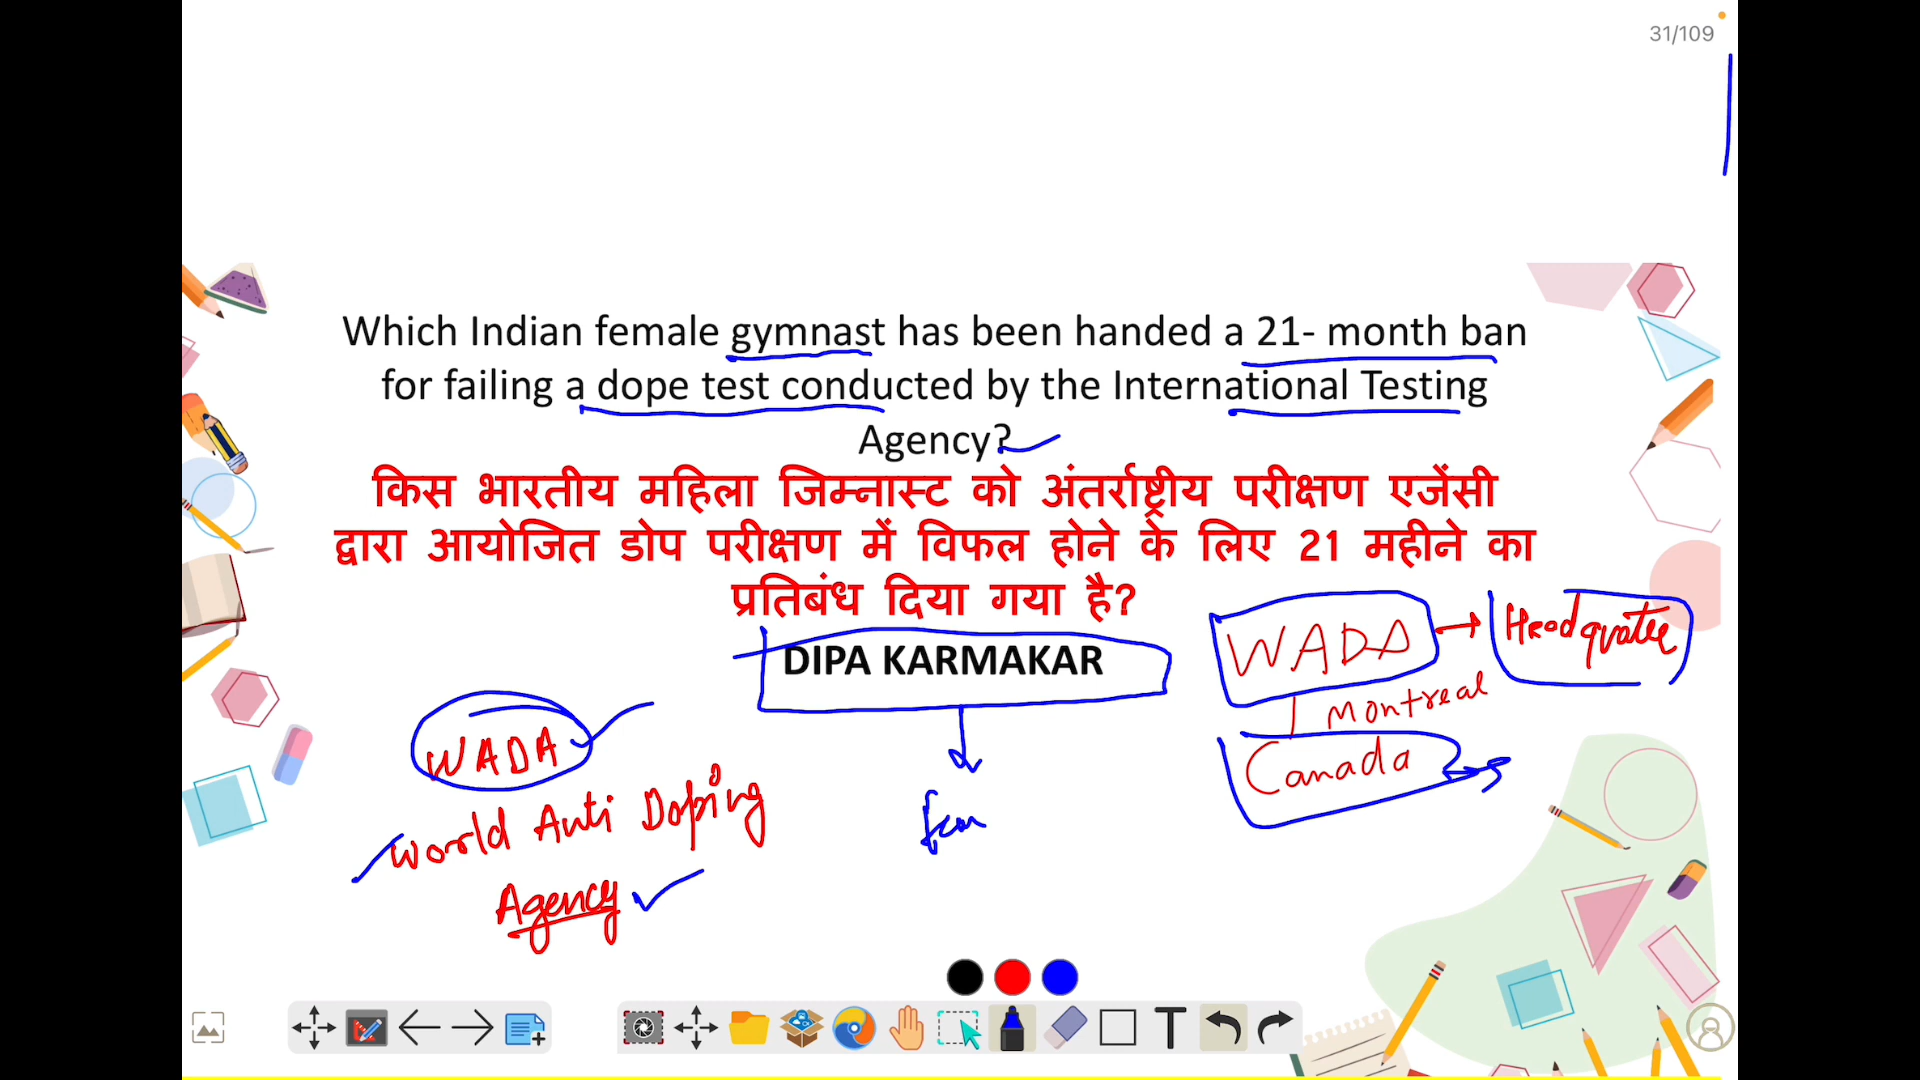 31/109
Which Indian female gymnast has been handed a 21- month ban
for failing a dope test conducted by the International Testing
Agency?
किस भारतीय महिला जिम्नास्ट को अंतर्राष्ट्रीय परीक्षण एजेंसी
द्वारा आयोजित डोप परीक्षण में विफल होने के लिए 21 महीने का
प्रतिबंध दिया गया है?
DIPA KARMAKAR
WADA
World Anti Doping
Agency
WADA → Headquater
Montreal
Canada
T